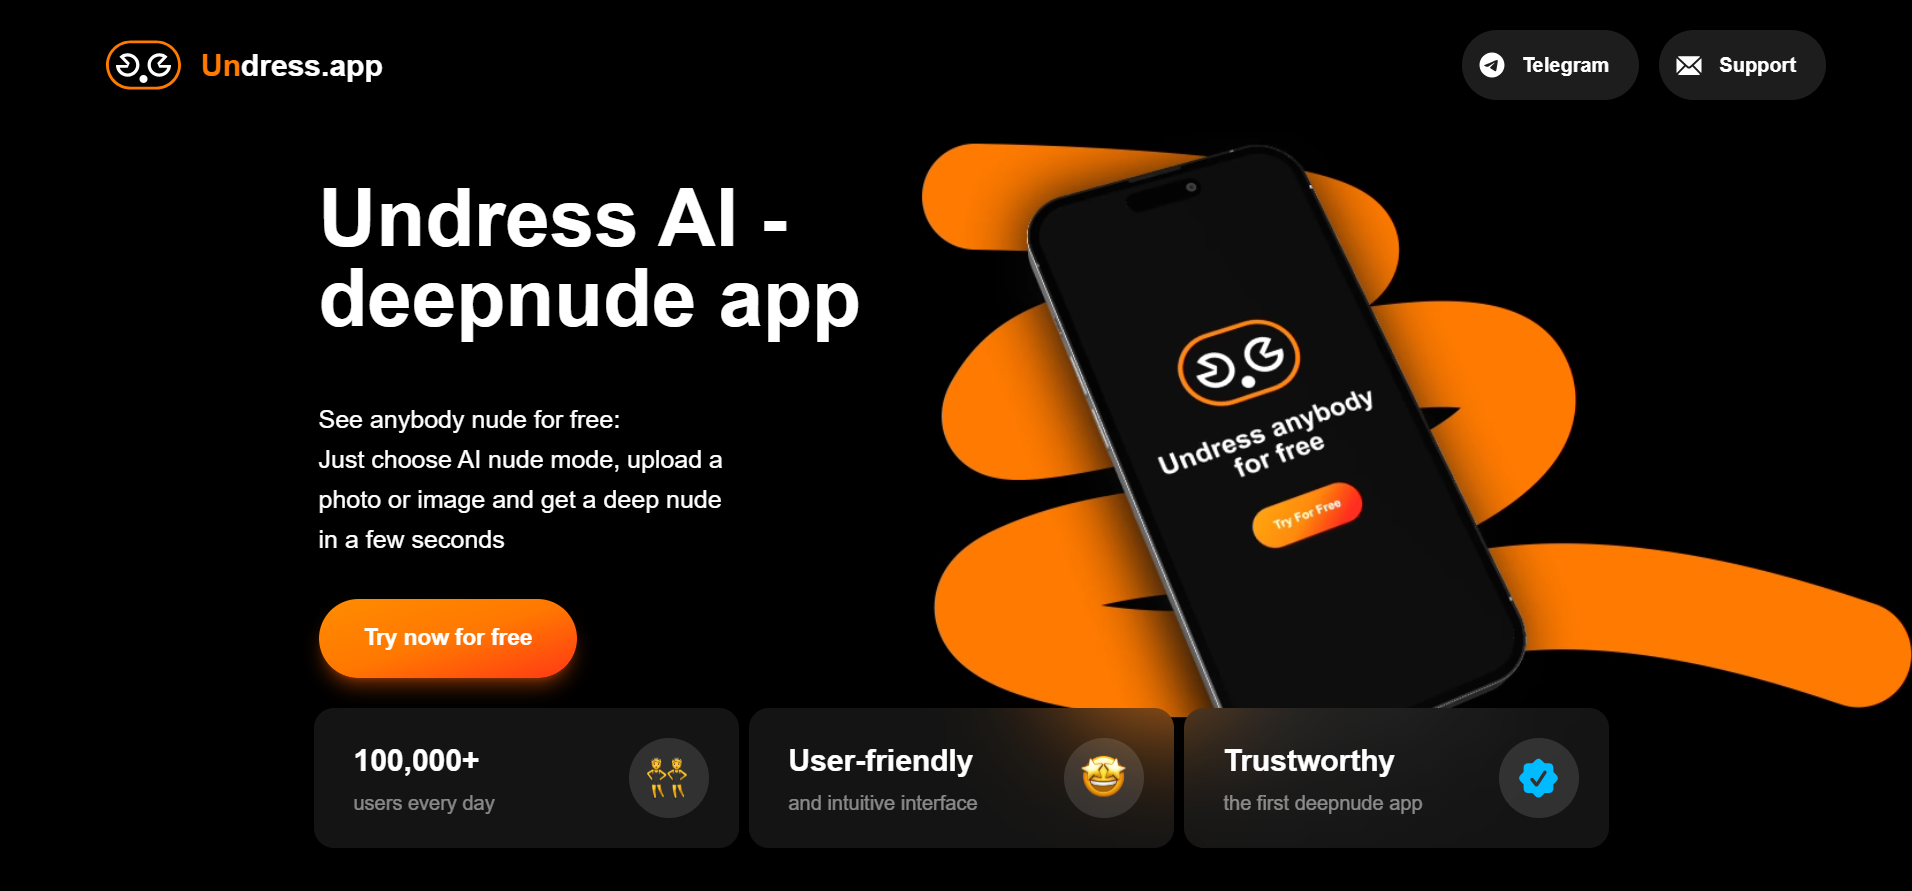 Undress.app
Telegram
Support
Undress AI -
deepnude app
See anybody nude for free:
Just choose AI nude mode, upload a
photo or image and get a deep nude
in a few seconds
Try now for free
Undress anybody
for free
Try For Free
100,000+
users every day
User-friendly
and intuitive interface
Trustworthy
the first deepnude app